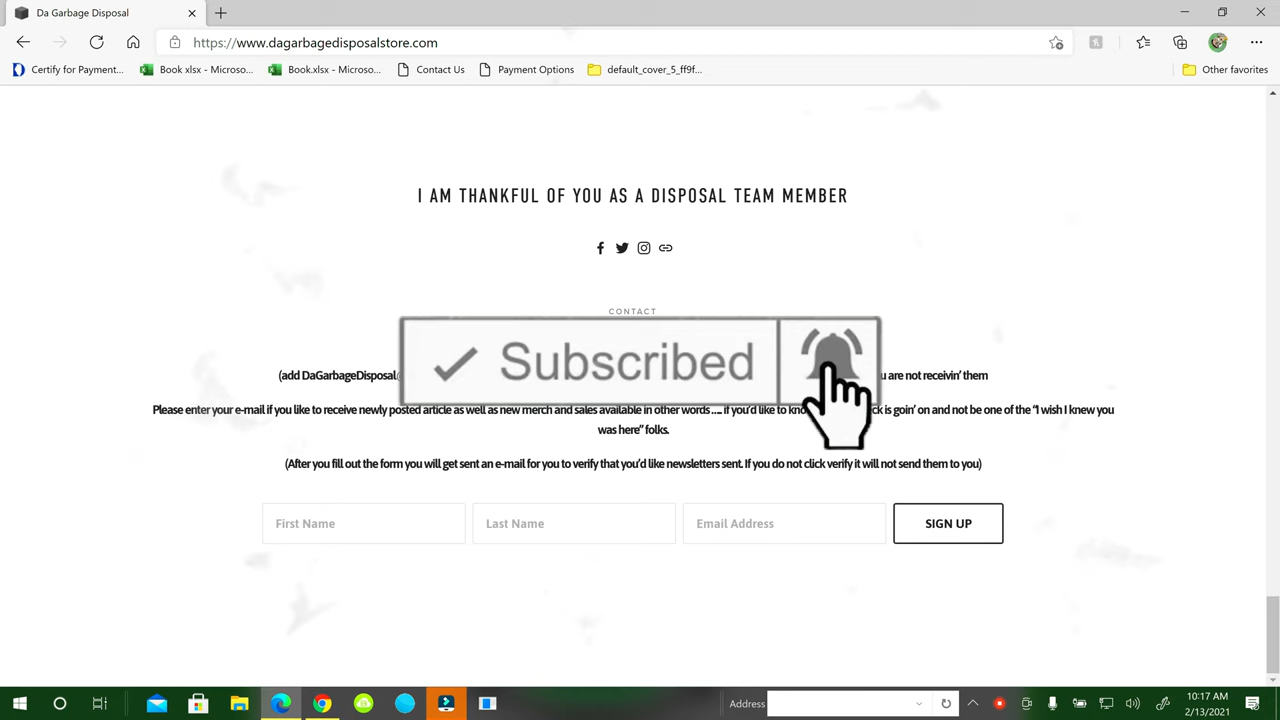 Da Garbage Disposal
https://www.dagarbagedisposalstore.com
Certify for Payment... Book xlsx - Microso... Book.xlsx - Microso... Contact Us Payment Options default_cover_5_ff9f... Other favorites
I AM THANKFUL OF YOU AS A DISPOSAL TEAM MEMBER
CONTACT
Subscribed
(add DaGarbageDisposal u are not receivin' them
Please enter your e-mail if you like to receive newly posted article as well as new merch and sales available in other words .... if you'd like to is goin' on and not be one of the "I wish I knew you
was here" folks.
(After you fill out the form you will get sent an e-mail for you to verify that you'd like newsletters sent. If you do not click verify it will not send them to you)
First Name Last Name Email Address SIGN UP
Address
10:17 AM
2/13/2021